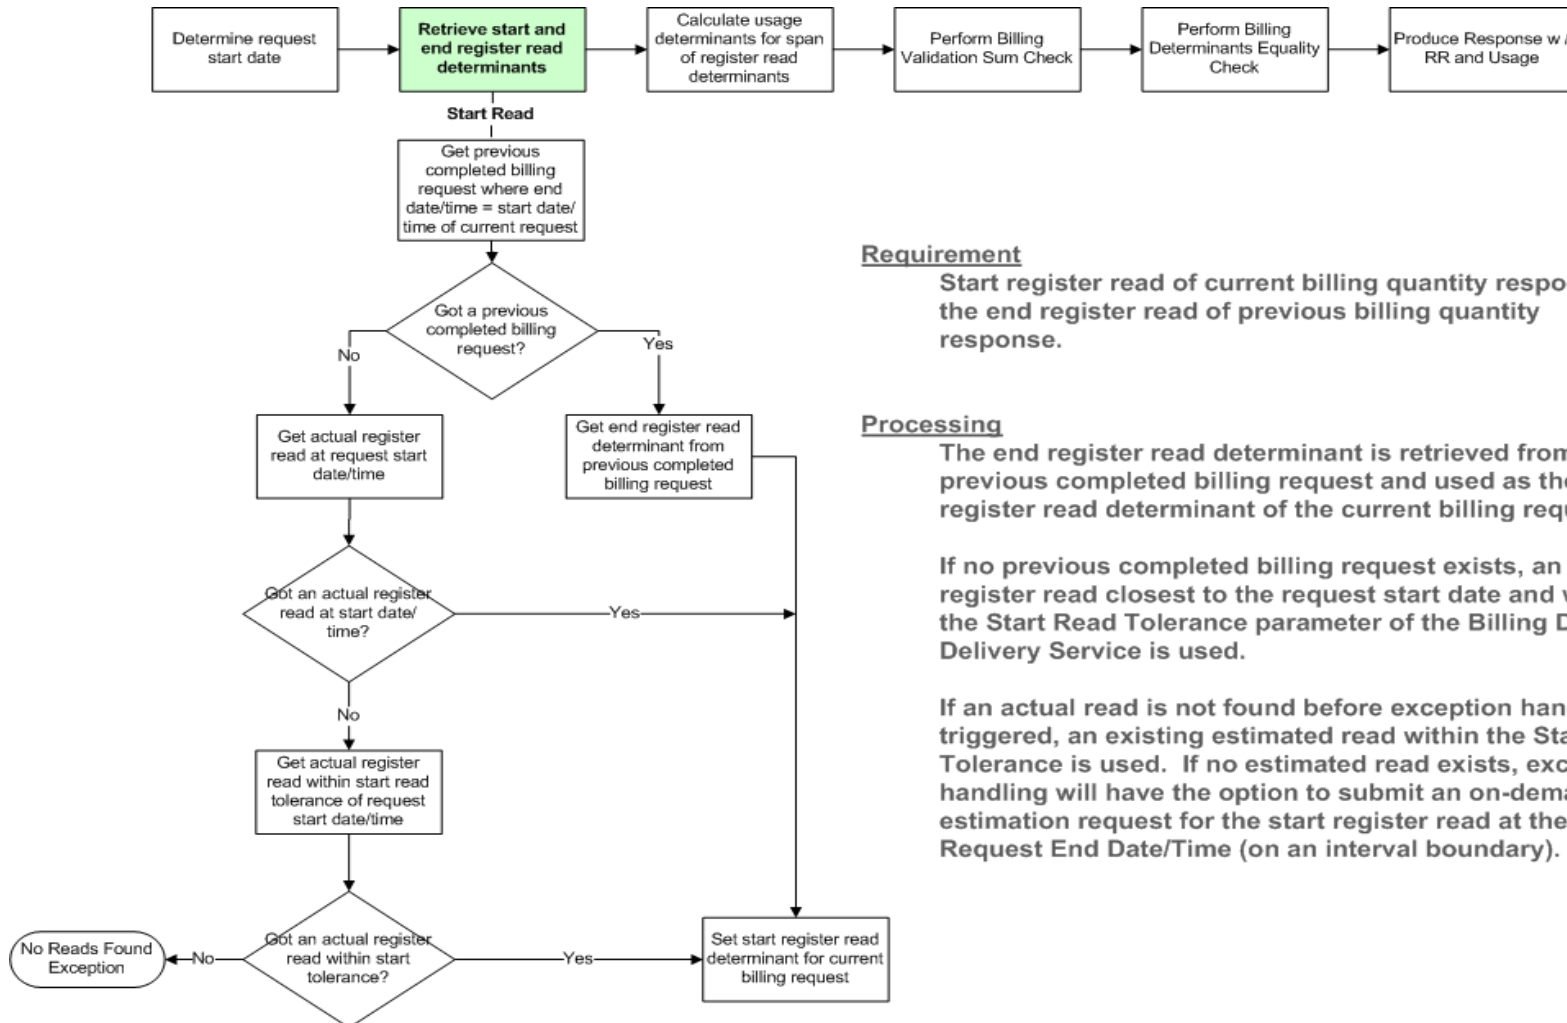 Determine request
start date
Retrieve start and
end register read
determinants
Calculate usage
determinants for span
of register read
determinants
Perform Billing
Validation Sum Check
Perform Billing
Determinants Equality
Check
Produce Response w/
RR and Usage
Start Read
Get previous
completed billing
request where end
date/time = start date/
time of current request
Got a previous
completed billing
request?
No
Yes
Get actual register
read at request start
date/time
Get end register read
determinant from
previous completed
billing request
Got an actual register
read at start date/
time?
Yes
No
Get actual register
read within start read
tolerance of request
start date/time
Got an actual register
read within start
tolerance?
No
Yes
No Reads Found
Exception
Set start register read
determinant for current
billing request
Requirement
Start register read of current billing quantity
the end register read of previous billing quantity
response.
Processing
The end register read determinant is retrieved from
previous completed billing request and used as
register read determinant of the current billing
If no previous completed billing request exists, an
register read closest to the request start date and
the Start Read Tolerance parameter of the Billing
Delivery Service is used.
If an actual read is not found before exception
triggered, an existing estimated read within the
Tolerance is used. If no estimated read exists,
handling will have the option to submit an
estimation request for the start register read at the
Request End Date/Time (on an interval boundary).